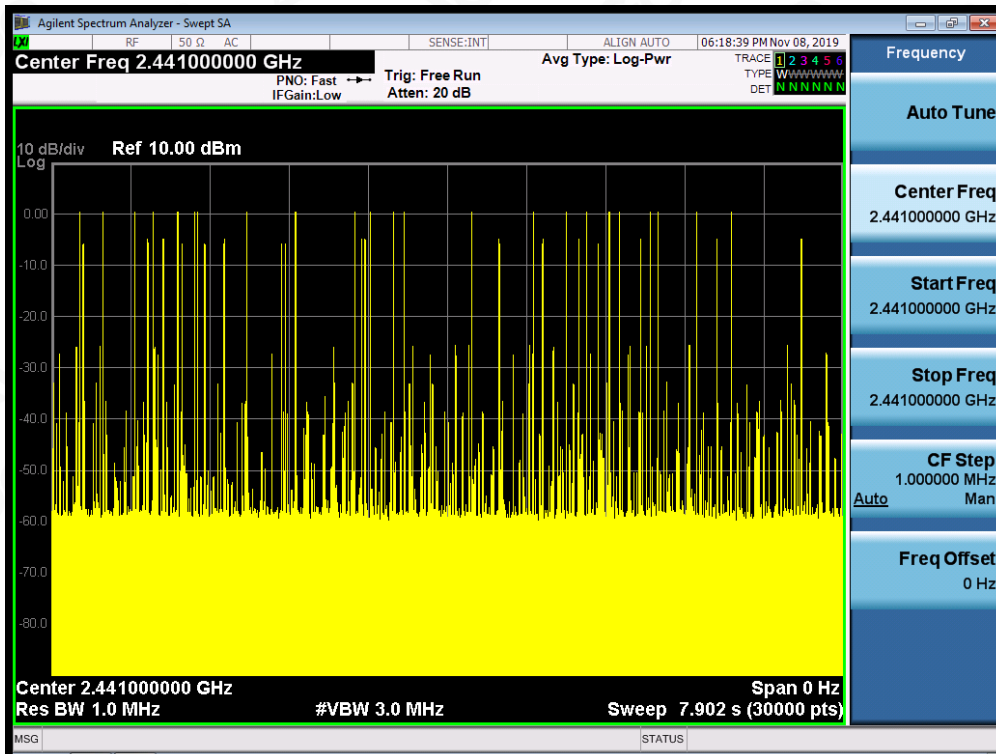 Agilent Spectrum Analyzer - Swept SA
LXI RF 50 Ω AC SENSE:INT ALIGN AUTO 06:18:39 PM Nov 08, 2019
Center Freq 2.441000000 GHz
PNO: Fast
IFGain:Low
Trig: Free Run
Atten: 20 dB
Avg Type: Log-Pwr
TRACE 1 2 3 4 5 6
TYPE W
DET N N N N N N
10 dB/div Ref 10.00 dBm
Log
0.00
-10.0
-20.0
-30.0
-40.0
-50.0
-60.0
-70.0
-80.0
Center 2.441000000 GHz Span 0 Hz
Res BW 1.0 MHz #VBW 3.0 MHz Sweep 7.902 s (30000 pts)
MSG STATUS
Frequency
Auto Tune
Center Freq
2.441000000 GHz
Start Freq
2.441000000 GHz
Stop Freq
2.441000000 GHz
CF Step
1.000000 MHz
Auto Man
Freq Offset
0 Hz